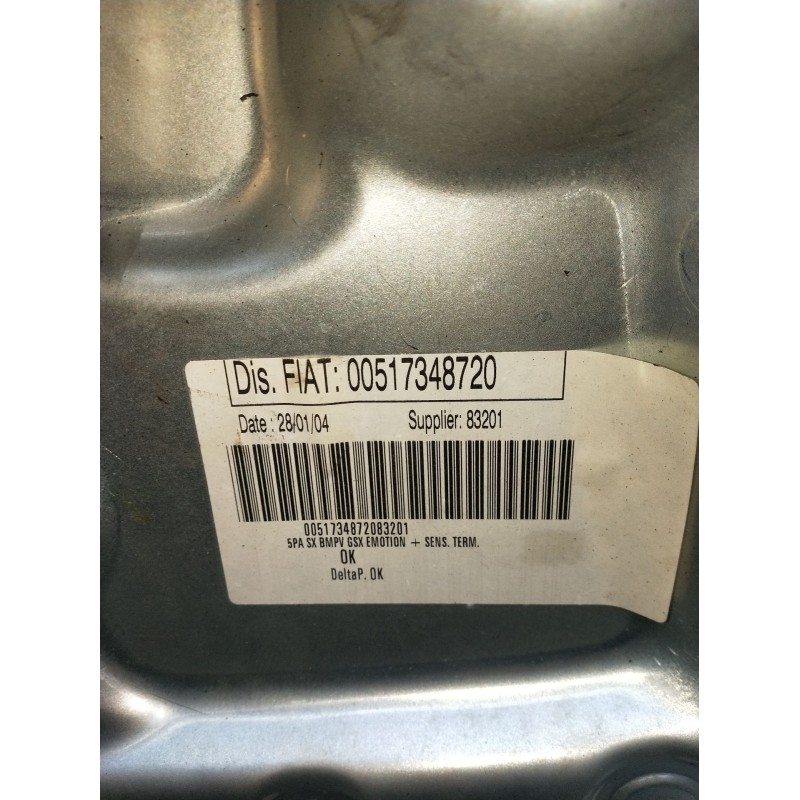 Dis. FIAT: 00517348720
Date : 28/01/04 Supplier: 83201
0051734872083201
5PA SX BMPV GSX EMOTION + SENS. TERM.
OK
DeltaP. OK